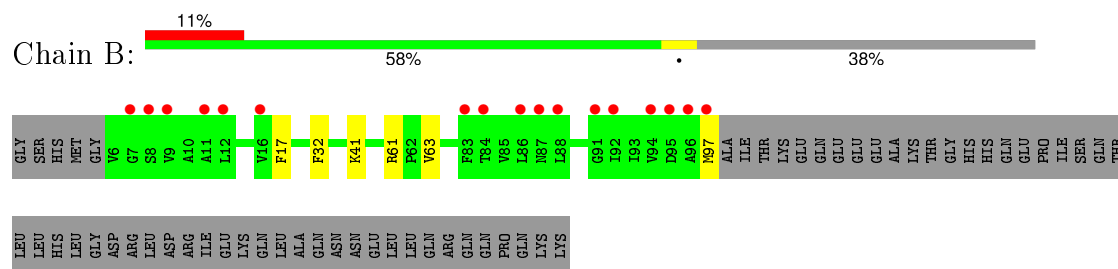 11%
Chain B:
58% • 38%
GLY SER HIS MET GLY V6 G7 S8 V9 A10 A11 L12 V16 F17 F32 K41 R61 P62 V63 F83 T84 V85 L86 N87 L88 G91 I92 I93 V94 D95 A96 M97 ALA ILE THR LYS GLU GLN GLU GLU GLU ALA LYS THR GLY HIS HIS GLN GLU PRO ILE SER GLN THR
LEU LEU HIS LEU GLY ASP ARG LEU ASP ARG ILE GLU LYS GLN LEU ALA GLN ASN ASN GLU LEU LEU GLN ARG GLN GLN PRO GLN LYS LYS